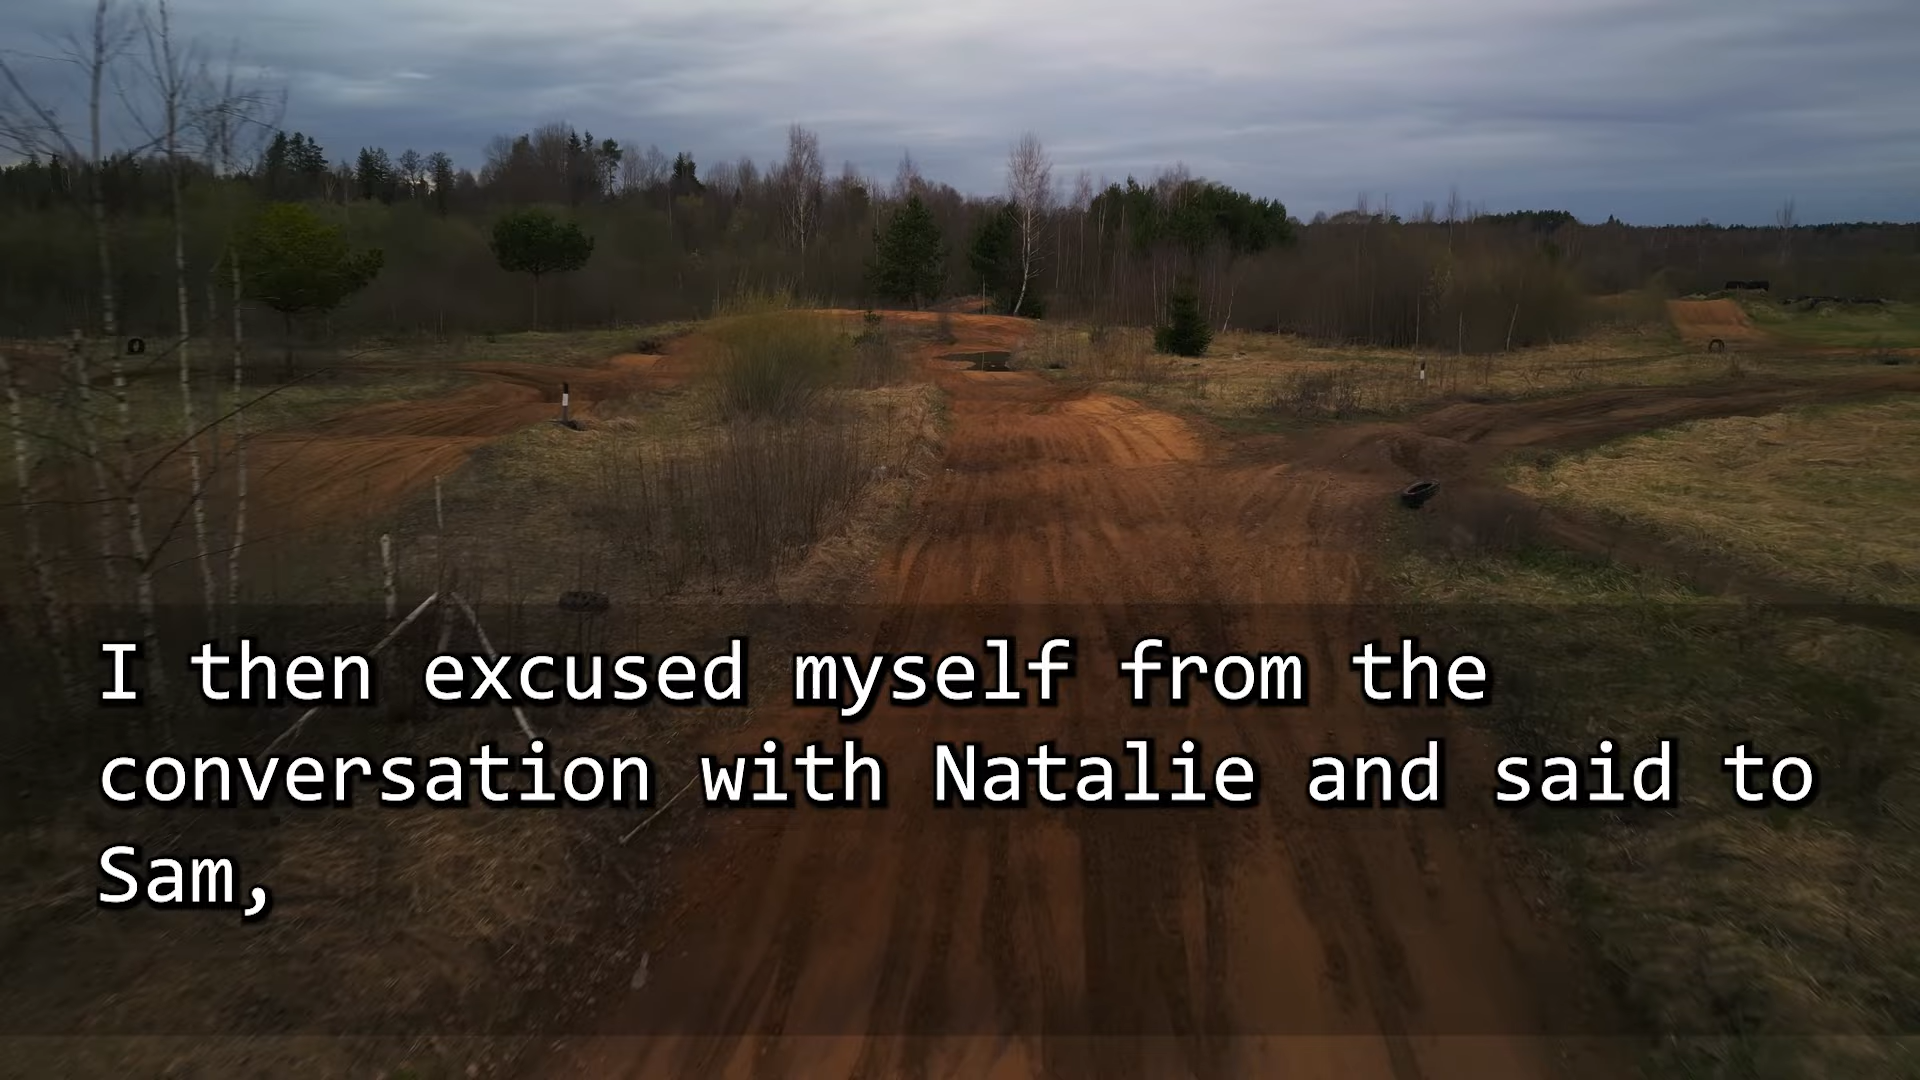 I then excused myself from the
conversation with Natalie and said to
Sam,